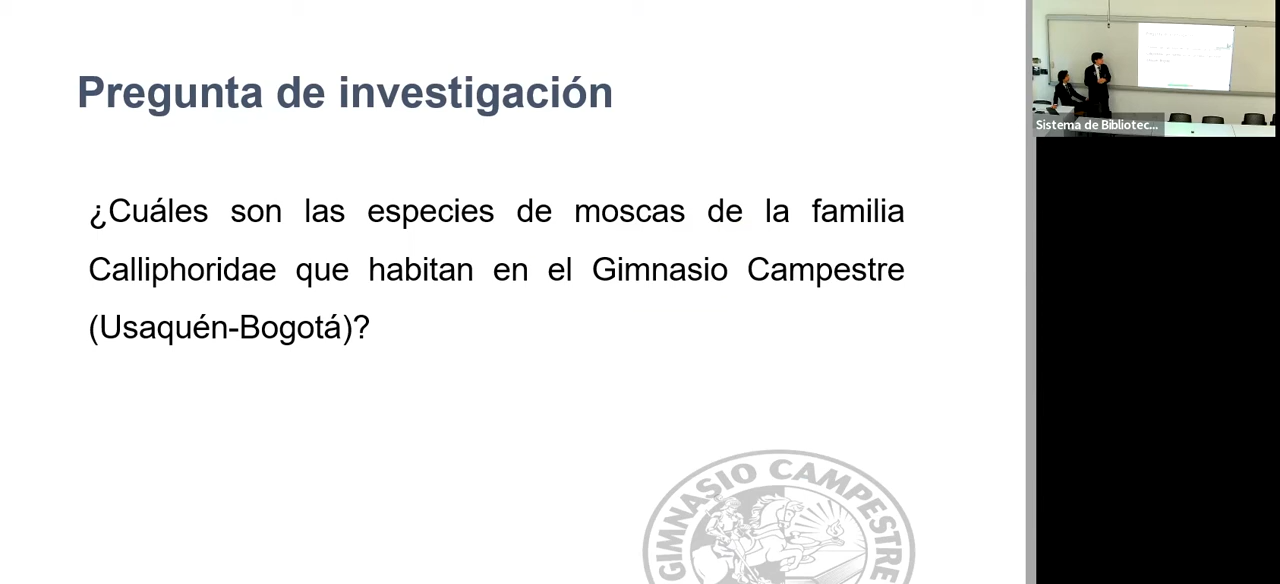 Pregunta de investigación
¿Cuáles son las especies de moscas de la familia
Calliphoridae que habitan en el Gimnasio Campestre
(Usaquén-Bogotá)?
GIMNASIO CAMPESTRE
Sistema de Bibliotec...